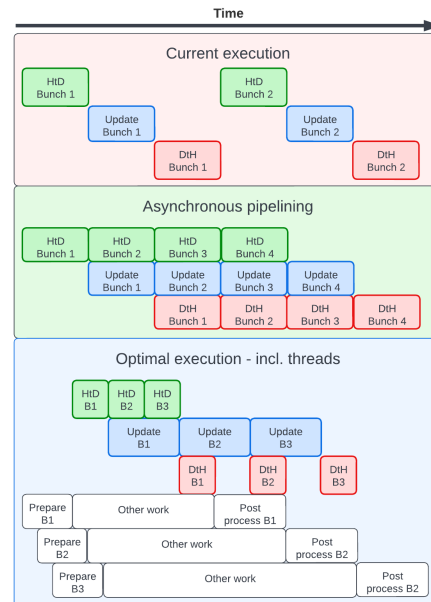 Time
Current execution
HtD
Bunch 1
HtD
Bunch 2
Update
Bunch 1
Update
Bunch 2
DtH
Bunch 1
DtH
Bunch 2
Asynchronous pipelining
HtD
Bunch 1
HtD
Bunch 2
HtD
Bunch 3
HtD
Bunch 4
Update
Bunch 1
Update
Bunch 2
Update
Bunch 3
Update
Bunch 4
DtH
Bunch 1
DtH
Bunch 2
DtH
Bunch 3
DtH
Bunch 4
Optimal execution - incl. threads
HtD
B1
HtD
B2
HtD
B3
Update
B1
Update
B2
Update
B3
DtH
B1
DtH
B2
DtH
B3
Prepare
B1
Other work
Post
process B1
Prepare
B2
Other work
Post
process B2
Prepare
B3
Other work
Post
process B2